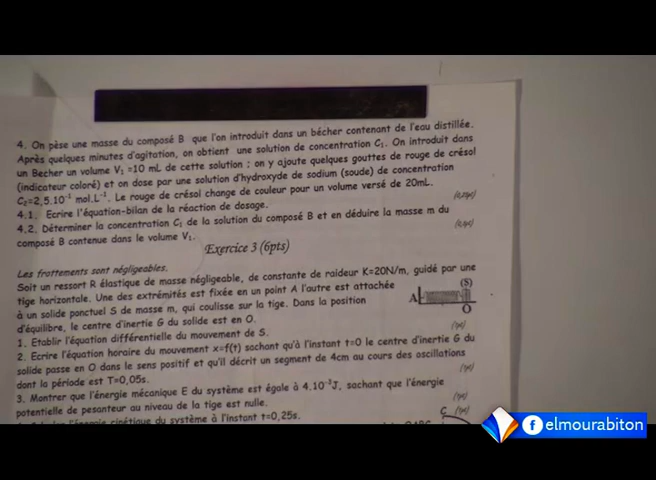 4. On pèse une masse du composé B que l'on introduit dans un bécher contenant de l'eau distillée.
Après quelques minutes d'agitation, on obtient une solution de concentration C₁. On introduit dans
un Becher un volume V₁ =10 mL de cette solution ; on y ajoute quelques gouttes de rouge de crésol
(indicateur coloré) et on dose par une solution d'hydroxyde de sodium (soude) de concentration
C₂=2,5.10⁻¹ mol.L⁻¹. Le rouge de crésol change de couleur pour un volume versé de 20mL.
4.1. Ecrire l'équation-bilan de la réaction de dosage.
4.2. Déterminer la concentration C₁ de la solution du composé B et en déduire la masse m du
composé B contenue dans le volume V₁.
Exercice 3 (6pts)
Les frottements sont négligeables.
Soit un ressort R élastique de masse négligeable, de constante de raideur K=20N/m, guidé par une
tige horizontale. Une des extrémités est fixée en un point A l'autre est attachée
à un solide ponctuel S de masse m, qui coulisse sur la tige. Dans la position
d'équilibre, le centre d'inertie G du solide est en O.
(S)
A
O
1. Etablir l'équation différentielle du mouvement de S. (1pt)
2. Ecrire l'équation horaire du mouvement x=f(t) sachant qu'à l'instant t=0 le centre d'inertie G du
solide passe en O dans le sens positif et qu'il décrit un segment de 4cm au cours des oscillations
dont la période est T=0,05s. (1pt)
3. Montrer que l'énergie mécanique E du système est égale à 4.10⁻³J, sachant que l'énergie
potentielle de pesanteur au niveau de la tige est nulle. (1pt)
énergie cinétique du système à l'instant t=0,25s. (1pt)
C
elmourabiton